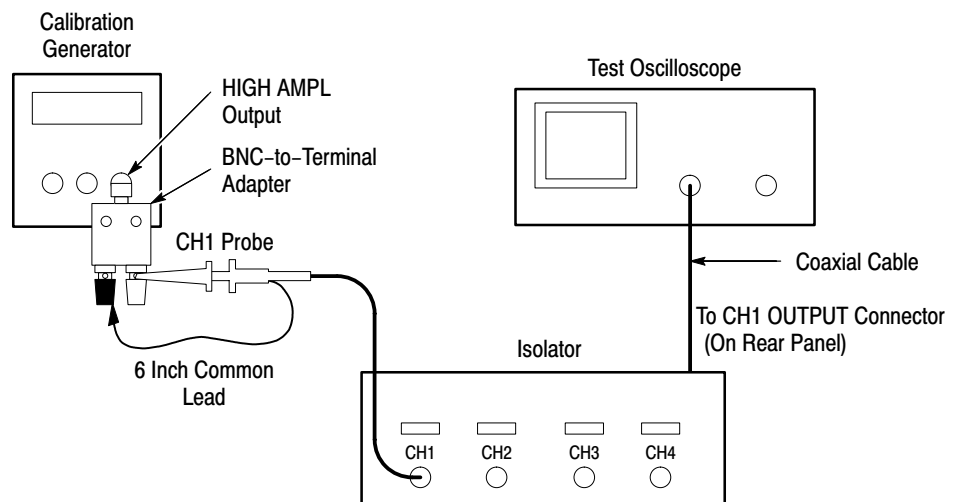 Calibration
Generator
HIGH AMPL
Output
BNC-to-Terminal
Adapter
CH1 Probe
6 Inch Common
Lead
Test Oscilloscope
Coaxial Cable
To CH1 OUTPUT Connector
(On Rear Panel)
Isolator
CH1 CH2 CH3 CH4